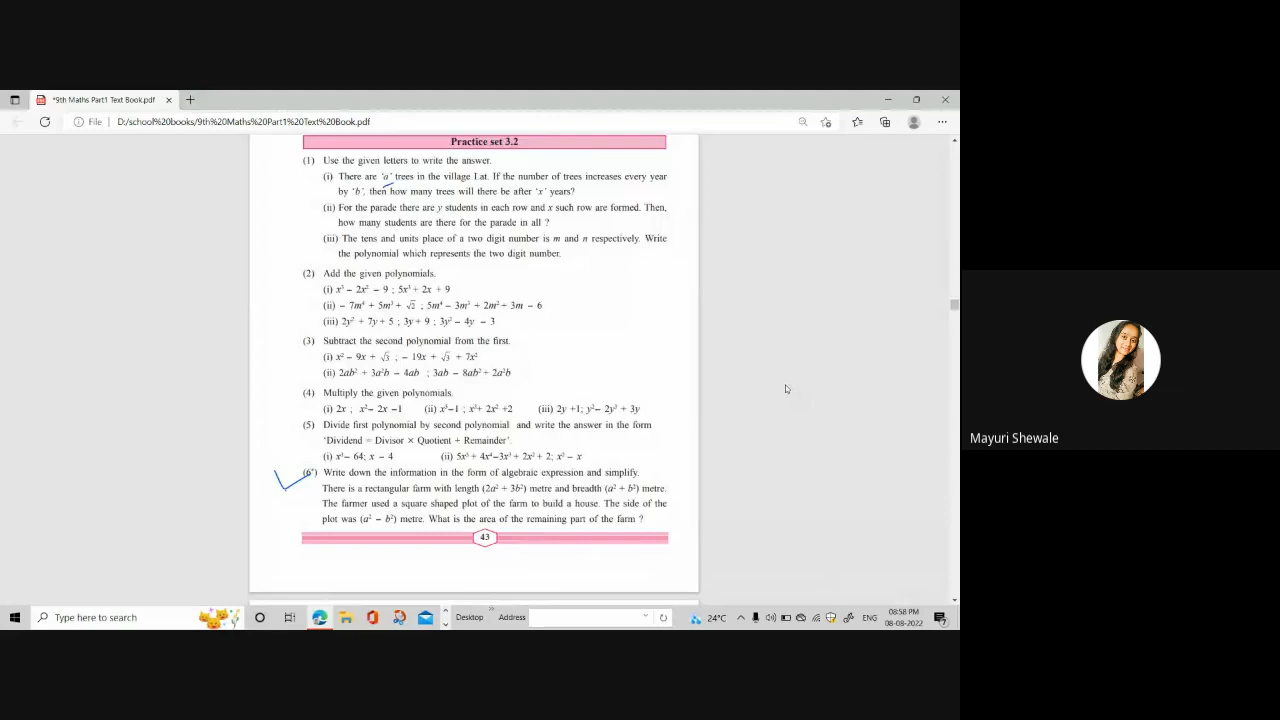 *9th Maths Part1 Text Book.pdf
File
D:/school%20books/9th%20Maths%20Part1%20Text%20Book.pdf
Practice set 3.2
(1) Use the given letters to write the answer.
(i) There are ‘a’ trees in the village Lat. If the number of trees increases every year
by ‘b’, then how many trees will there be after ‘x’ years?
(ii) For the parade there are y students in each row and x such row are formed. Then,
how many students are there for the parade in all ?
(iii) The tens and units place of a two digit number is m and n respectively. Write
the polynomial which represents the two digit number.
(2) Add the given polynomials.
(i) x³ − 2x² − 9 ; 5x³ + 2x + 9
(ii) − 7m⁴ + 5m³ + √2 ; 5m⁴ − 3m³ + 2m² + 3m − 6
(iii) 2y² + 7y + 5 ; 3y + 9 ; 3y² − 4y − 3
(3) Subtract the second polynomial from the first.
(i) x² − 9x + √3 ; − 19x + √3 + 7x²
(ii) 2ab² + 3a²b − 4ab ; 3ab − 8ab² + 2a²b
(4) Multiply the given polynomials.
(i) 2x ; x² − 2x −1 (ii) x⁵−1 ; x³+ 2x² +2 (iii) 2y +1; y² − 2y³ + 3y
(5) Divide first polynomial by second polynomial and write the answer in the form
‘Dividend = Divisor × Quotient + Remainder’.
(i) x³ − 64; x − 4 (ii) 5x⁵ + 4x⁴ −3x³ + 2x² + 2; x² − x
(6*) Write down the information in the form of algebraic expression and simplify.
There is a rectangular farm with length (2a² + 3b²) metre and breadth (a² + b²) metre.
The farmer used a square shaped plot of the farm to build a house. The side of the
plot was (a² − b²) metre. What is the area of the remaining part of the farm ?
43
Mayuri Shewale
Type here to search
Desktop
Address
24°C
ENG
08:58 PM
08-08-2022
7